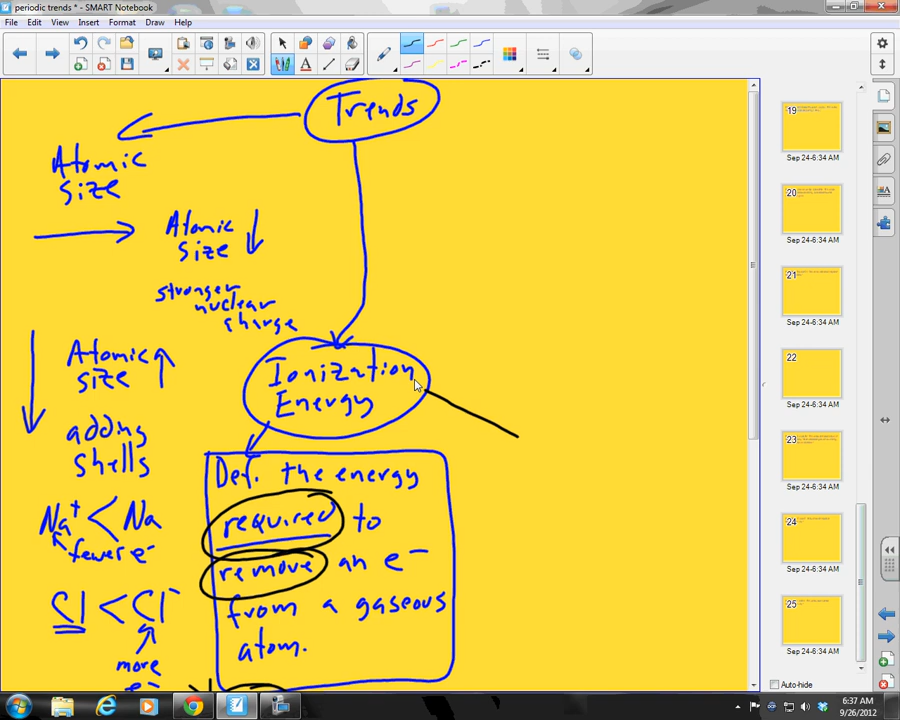 periodic trends * - SMART Notebook
File Edit View Insert Format Draw Help
Trends
Atomic
size
Atomic
size
stronger
nuclear
charge
Atomic
size
adding
shells
Na+ < Na
fewer e-
Cl < Cl-
more
e-
Ionization
Energy
Def. the energy
required to
remove an e-
from a gaseous
atom.
19
Sep 24-6:34 AM
20
Sep 24-6:34 AM
21
Sep 24-6:34 AM
22
Sep 24-6:34 AM
23
Sep 24-6:34 AM
24
Sep 24-6:34 AM
25
Sep 24-6:34 AM
Auto-hide
6:37 AM
9/26/2012